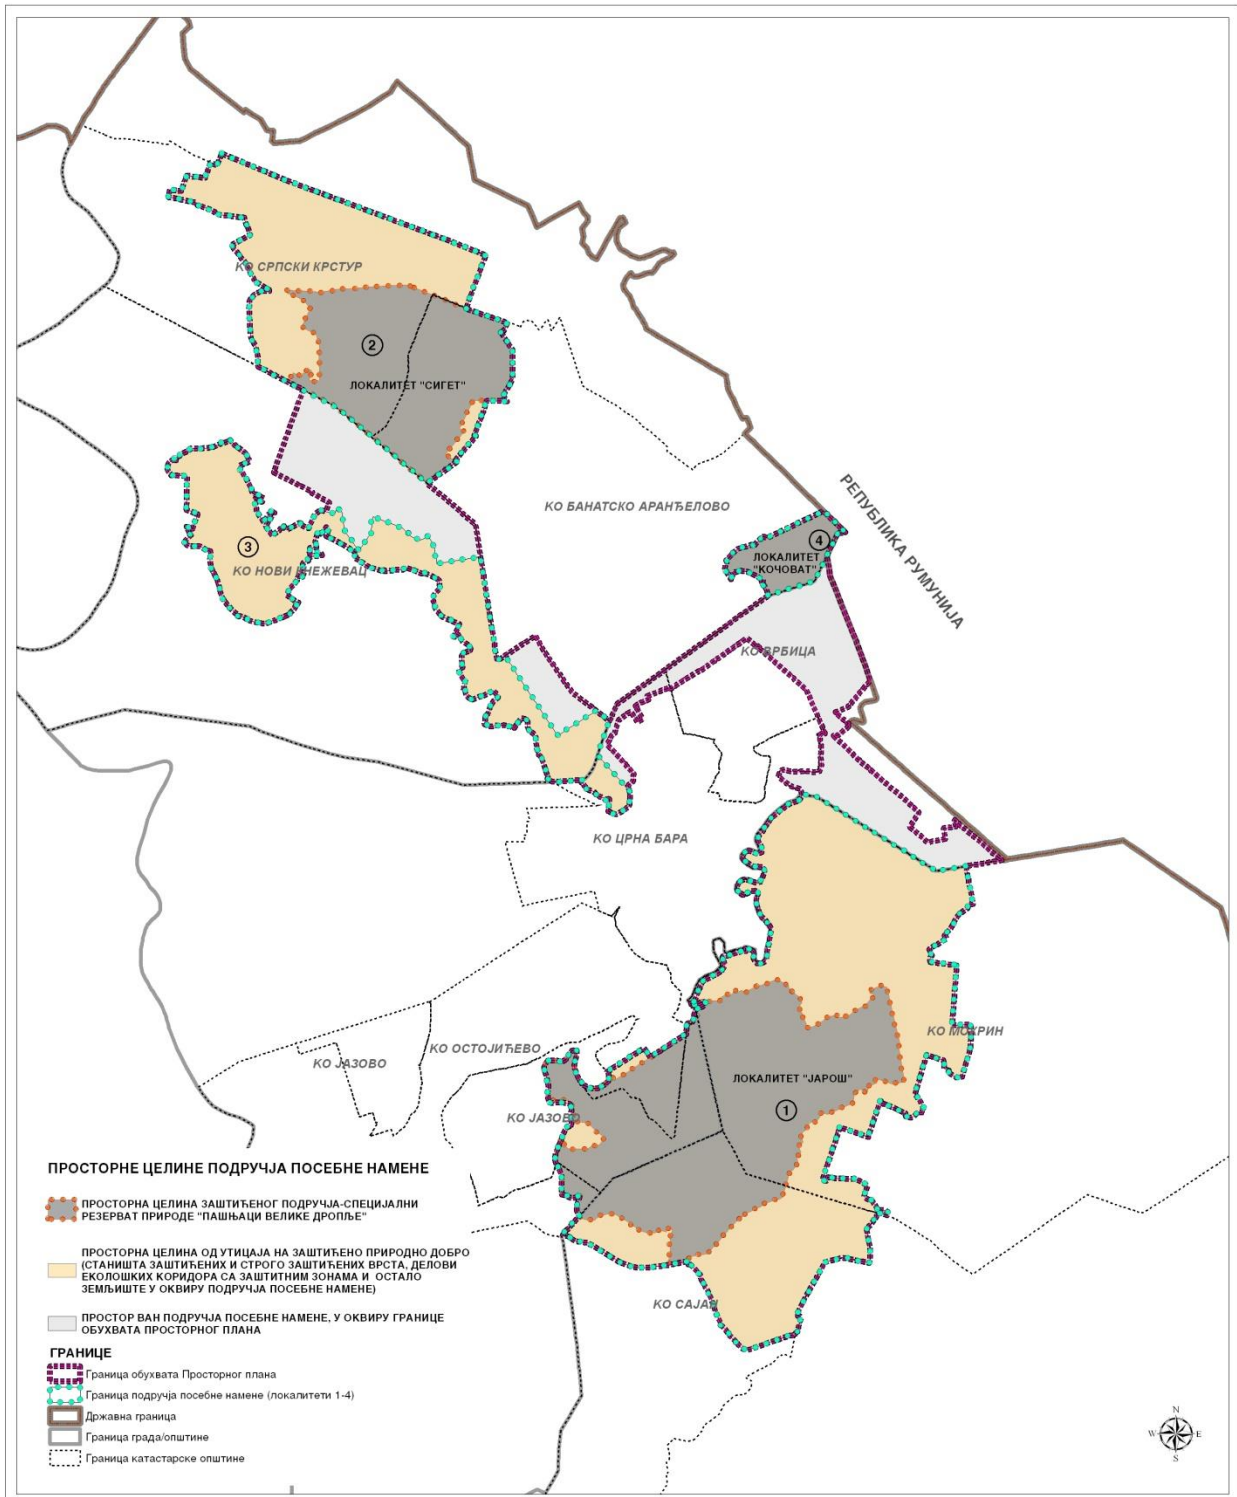 КО СРПСКИ КРСТУР
2
ЛОКАЛИТЕТ "СИГЕТ"
РЕПУБЛИКА РУМУНИЈА
КО БАНАТСКО АРАНЂЕЛОВО
4
ЛОКАЛИТЕТ
"КОЧОВАТ"
3
КО НОВИ КНЕЖЕВАЦ
КО ВРБИЦА
КО ЦРНА БАРА
КО МОКРИН
КО ОСТОЈИЋЕВО
КО ЈАЗОВО
ЛОКАЛИТЕТ "ЈАРОШ"
1
КО ЈАЗОВО
КО САЈАН
ПРОСТОРНЕ ЦЕЛИНЕ ПОДРУЧЈА ПОСЕБНЕ НАМЕНЕ
ПРОСТОРНА ЦЕЛИНА ЗАШТИЋЕНОГ ПОДРУЧЈА-СПЕЦИЈАЛНИ
РЕЗЕРВАТ ПРИРОДЕ "ПАШЊАЦИ ВЕЛИКЕ ДРОПЉЕ"
ПРОСТОРНА ЦЕЛИНА ОД УТИЦАЈА НА ЗАШТИЋЕНО ПРИРОДНО ДОБРО
(СТАНИШТА ЗАШТИЋЕНИХ И СТРОГО ЗАШТИЋЕНИХ ВРСТА, ДЕЛОВИ
ЕКОЛОШКИХ КОРИДОРА СА ЗАШТИТНИМ ЗОНАМА И ОСТАЛО
ЗЕМЉИШТЕ У ОКВИРУ ПОДРУЧЈА ПОСЕБНЕ НАМЕНЕ)
ПРОСТОР ВАН ПОДРУЧЈА ПОСЕБНЕ НАМЕНЕ, У ОКВИРУ ГРАНИЦЕ
ОБУХВАТА ПРОСТОРНОГ ПЛАНА
ГРАНИЦЕ
Граница обухвата Просторног плана
Граница подручја посебне намене (локалитети 1-4)
Државна граница
Граница града/општине
Граница катастарске општине
N
W E
S